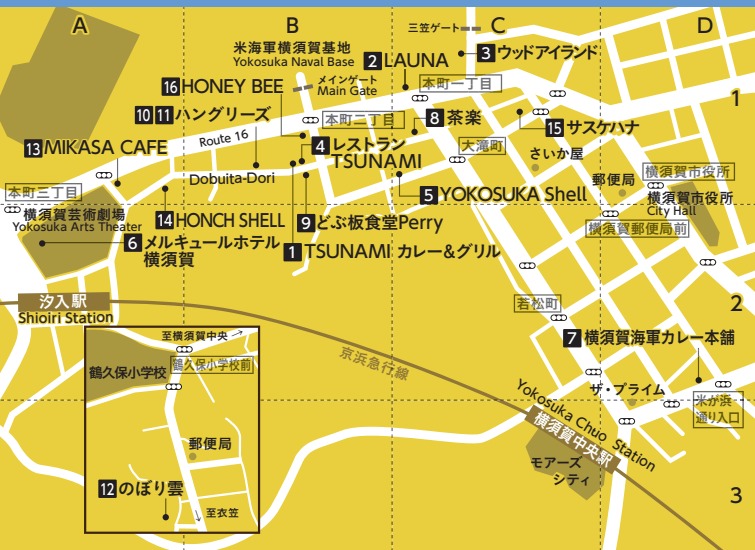 A
B
C
D
三笠ゲート
米海軍横須賀基地
Yokosuka Naval Base
2 LAUNA
3 ウッドアイランド
メインゲート
Main Gate
本町一丁目
16 HONEY BEE
1
10 11 ハングリーズ
本町二丁目
8 茶楽
15 サスケハナ
Route 16
13 MIKASA CAFE
4 レストラン
TSUNAMI
大滝町
さいか屋
横須賀市役所
Dobuita-Dori
郵便局
本町三丁目
5 YOKOSUKA Shell
横須賀市役所
City Hall
横須賀芸術劇場
Yokosuka Arts Theater
14 HONCH SHELL
9 どぶ板食堂Perry
横須賀郵便局前
6 メルキュールホテル
横須賀
1 TSUNAMI カレー&グリル
汐入駅
Shioiri Station
若松町
2
至横須賀中央
7 横須賀海軍カレー本舗
鶴久保小学校
鶴久保小学校前
京浜急行線
ザ・プライム
米が浜
通り入口
Yokosuka Chuo Station
横須賀中央駅
郵便局
モアーズ
シティ
12 のぼり雲
3
至衣笠